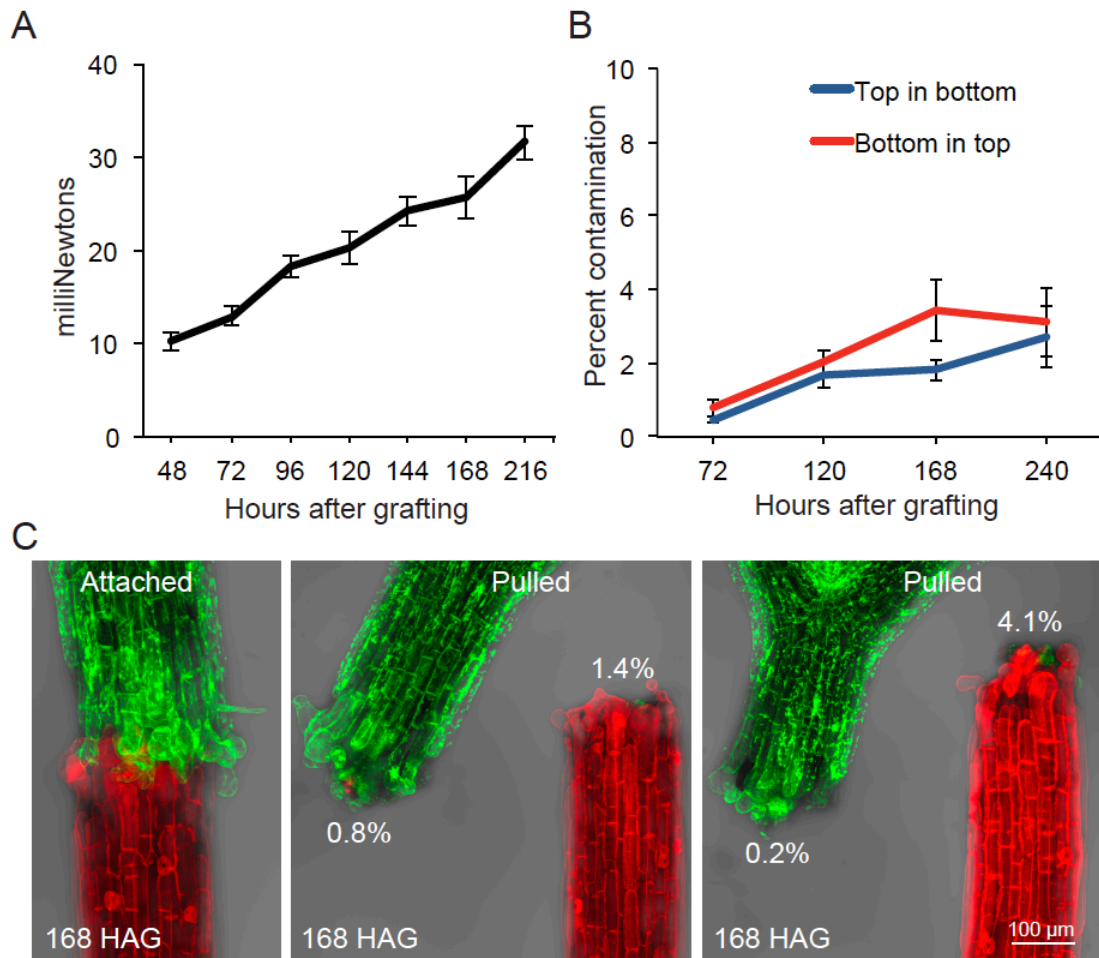 A
40
30
20
10
0
milliNewtons
48 72 96 120 144 168 216
Hours after grafting
B
10
8
6
4
2
0
Percent contamination
Top in bottom
Bottom in top
72 120 168 240
Hours after grafting
C
Attached
168 HAG
Pulled
1.4%
0.8%
168 HAG
Pulled
4.1%
0.2%
168 HAG
100 µm